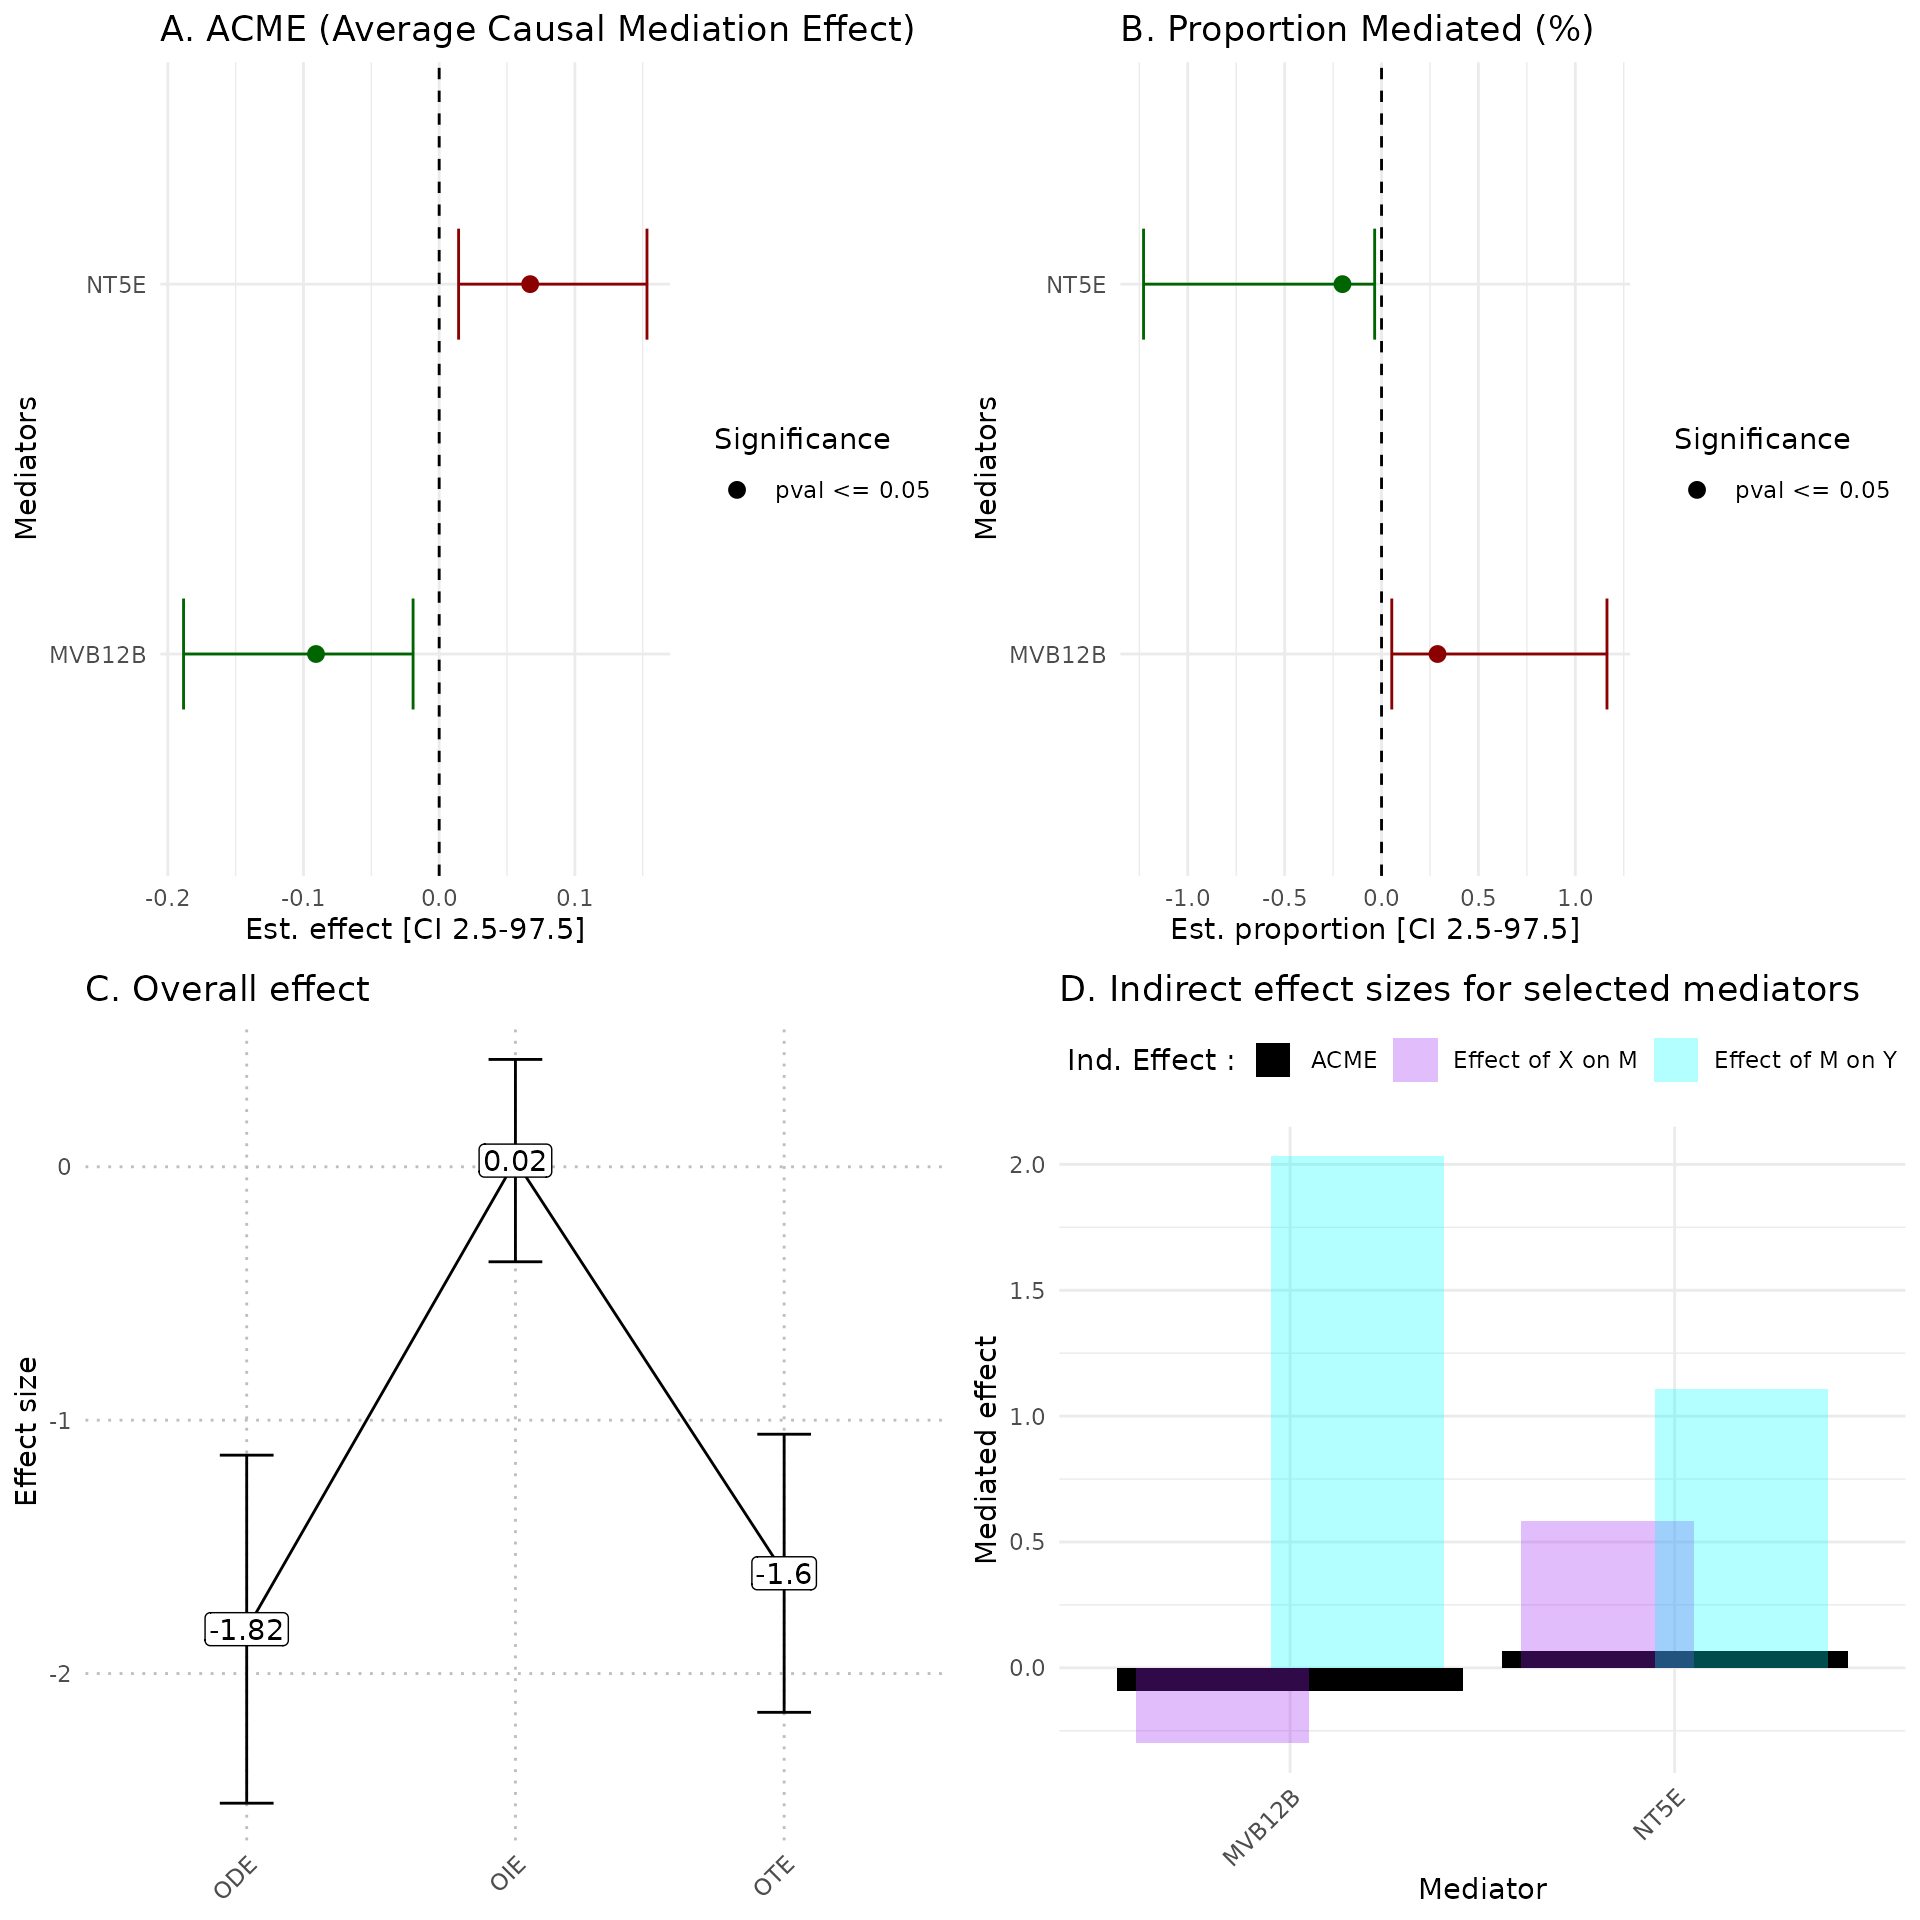 A. ACME (Average Causal Mediation Effect)
Mediators
NT5E
MVB12B
-0.2
-0.1
0.0
0.1
Est. effect [CI 2.5-97.5]
Significance
pval <= 0.05
B. Proportion Mediated (%)
Mediators
NT5E
MVB12B
-1.0
-0.5
0.0
0.5
1.0
Est. proportion [CI 2.5-97.5]
Significance
pval <= 0.05
C. Overall effect
Effect size
0
-1
-2
-1.82
0.02
-1.6
ODE
OIE
OTE
D. Indirect effect sizes for selected mediators
Ind. Effect :
ACME
Effect of X on M
Effect of M on Y
Mediated effect
2.0
1.5
1.0
0.5
0.0
MVB12B
NT5E
Mediator